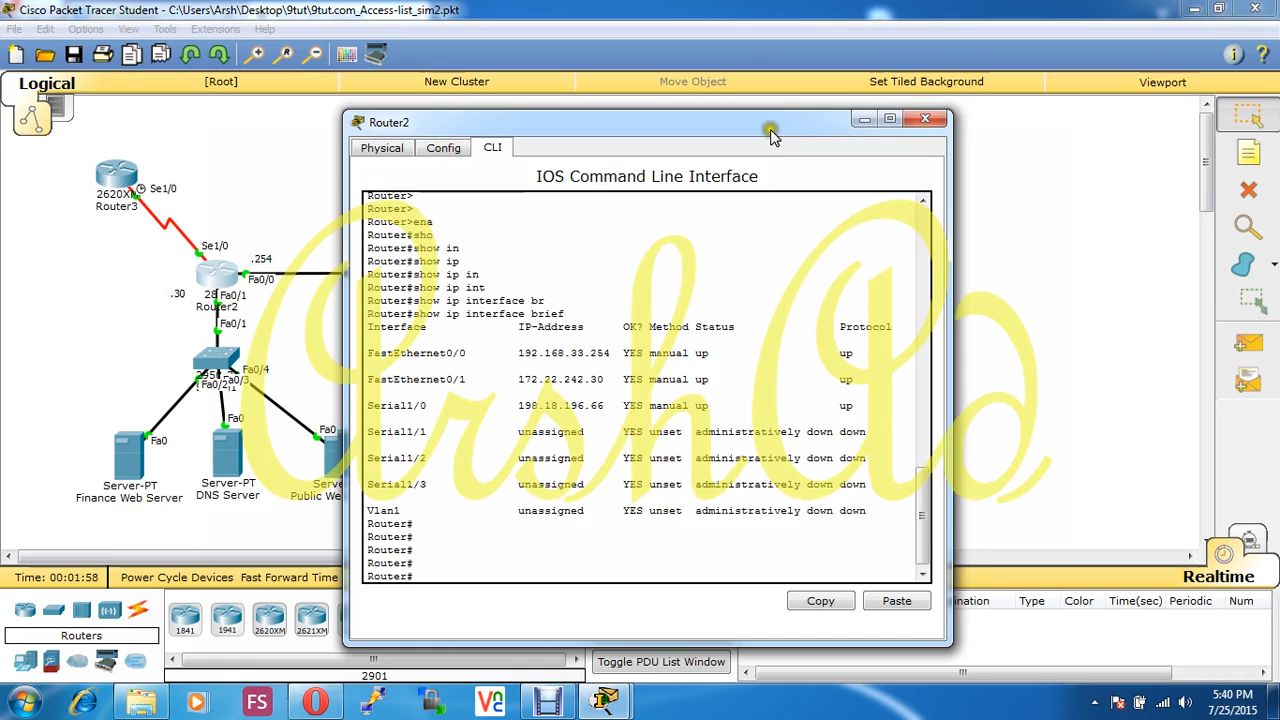 Cisco Packet Tracer Student - C:\Users\Arsh\Desktop\9tut\9tut.com_Access-list_sim2.pkt
File Edit Options View Tools Extensions Help
Logical [Root] New Cluster Move Object Set Tiled Background Viewport
Router2
Physical Config CLI
IOS Command Line Interface
Router>
Router>
Router>ena
Router#sho
Router#show in
Router#show ip
Router#show ip in
Router#show ip int
Router#show ip interface br
Router#show ip interface brief
Interface IP-Address OK? Method Status Protocol
FastEthernet0/0 192.168.33.254 YES manual up up
FastEthernet0/1 172.22.242.30 YES manual up up
Serial1/0 198.18.196.66 YES manual up up
Serial1/1 unassigned YES unset administratively down down
Serial1/2 unassigned YES unset administratively down down
Serial1/3 unassigned YES unset administratively down down
Vlan1 unassigned YES unset administratively down down
Router#
Router#
Router#
Router#
Router#
Copy Paste
2620XM
Router3
Se1/0
Se1/0
.254
Fa0/0
.30
Fa0/1
Router2
Fa0/1
Fa0/4
Fa0/3
Fa0
Fa0
Fa0
Server-PT
Finance Web Server
Server-PT
DNS Server
Public We
Time: 00:01:58 Power Cycle Devices Fast Forward Time
Realtime
Routers
1841 1941 2620XM 2621XM
2901
Toggle PDU List Window
ination Type Color Time(sec) Periodic Num
FS
5:40 PM
7/25/2015